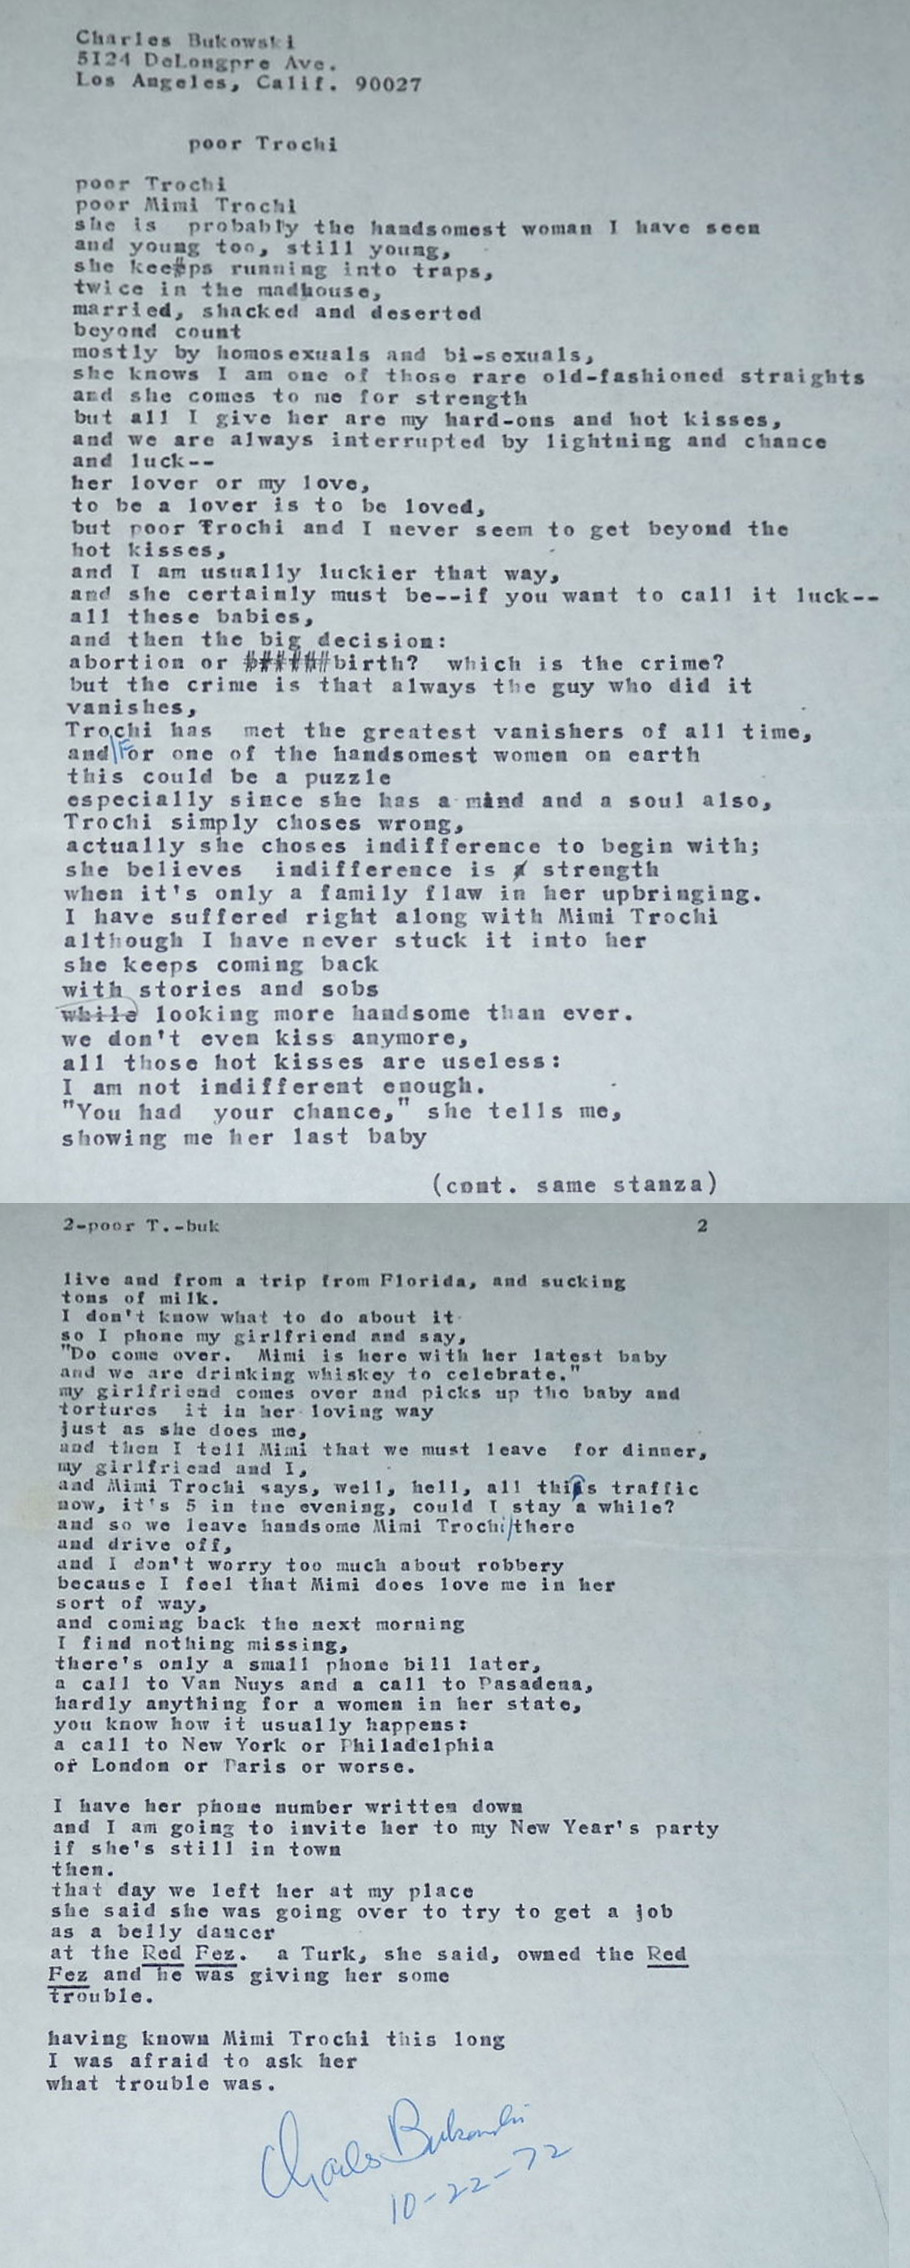 Charles Bukowski
5124 DeLongpre Ave.
Los Angeles, Calif. 90027
poor Trochi
poor Trochi
poor Mimi Trochi
she is probably the handsomest woman I have seen
and young too, still young,
she keeps running into traps,
twice in the madhouse,
married, shacked and deserted
beyond count
mostly by homosexuals and bi-sexuals,
she knows I am one of those rare old-fashioned straights
and she comes to me for strength
but all I give her are my hard-ons and hot kisses,
and we are always interrupted by lightning and chance
and luck--
her lover or my love,
to be a lover is to be loved,
but poor Trochi and I never seem to get beyond the
hot kisses,
and I am usually luckier that way,
and she certainly must be--if you want to call it luck--
all these babies,
and then the big decision:
abortion or ######birth? which is the crime?
but the crime is that always the guy who did it
vanishes,
Trochi has met the greatest vanishers of all time,
and For one of the handsomest women on earth
this could be a puzzle
especially since she has a mind and a soul also,
Trochi simply choses wrong,
actually she choses indifference to begin with;
she believes indifference is strength
when it's only a family flaw in her upbringing.
I have suffered right along with Mimi Trochi
although I have never stuck it into her
she keeps coming back
with stories and sobs
while looking more handsome than ever.
we don't even kiss anymore,
all those hot kisses are useless:
I am not indifferent enough.
"You had your chance," she tells me,
showing me her last baby
(cont. same stanza)
2-poor T.-buk 2
live and from a trip from Florida, and sucking
tons of milk.
I don't know what to do about it
so I phone my girlfriend and say,
"Do come over. Mimi is here with her latest baby
and we are drinking whiskey to celebrate."
my girlfriend comes over and picks up the baby and
tortures it in her loving way
just as she does me,
and then I tell Mimi that we must leave for dinner,
my girlfriend and I,
and Mimi Trochi says, well, hell, all this traffic
now, it's 5 in tne evening, could I stay a while?
and so we leave handsome Mimi Trochi/there
and drive off,
and I don't worry too much about robbery
because I feel that Mimi does love me in her
sort of way,
and coming back the next morning
I find nothing missing,
there's only a small phone bill later,
a call to Van Nuys and a call to Pasadena,
hardly anything for a women in her state,
you know how it usually happens:
a call to New York or Philadelphia
or London or Paris or worse.
I have her phone number written down
and I am going to invite her to my New Year's party
if she's still in town
then.
that day we left her at my place
she said she was going over to try to get a job
as a belly dancer
at the Red Fez. a Turk, she said, owned the Red
Fez and he was giving her some
trouble.
having known Mimi Trochi this long
I was afraid to ask her
what trouble was.
Charles Bukowski
10-22-72